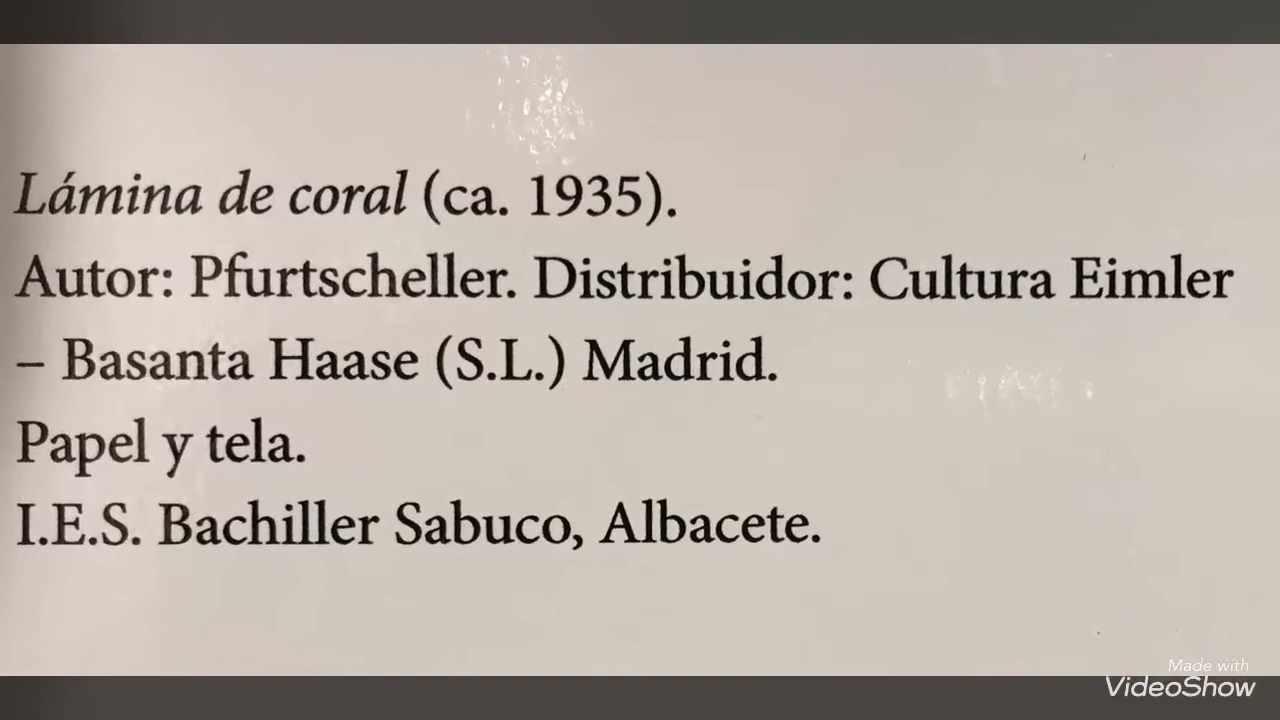 Lámina de coral (ca. 1935).
Autor: Pfurtscheller. Distribuidor: Cultura Eimler
– Basanta Haase (S.L.) Madrid.
Papel y tela.
I.E.S. Bachiller Sabuco, Albacete.
Made with
VideoShow